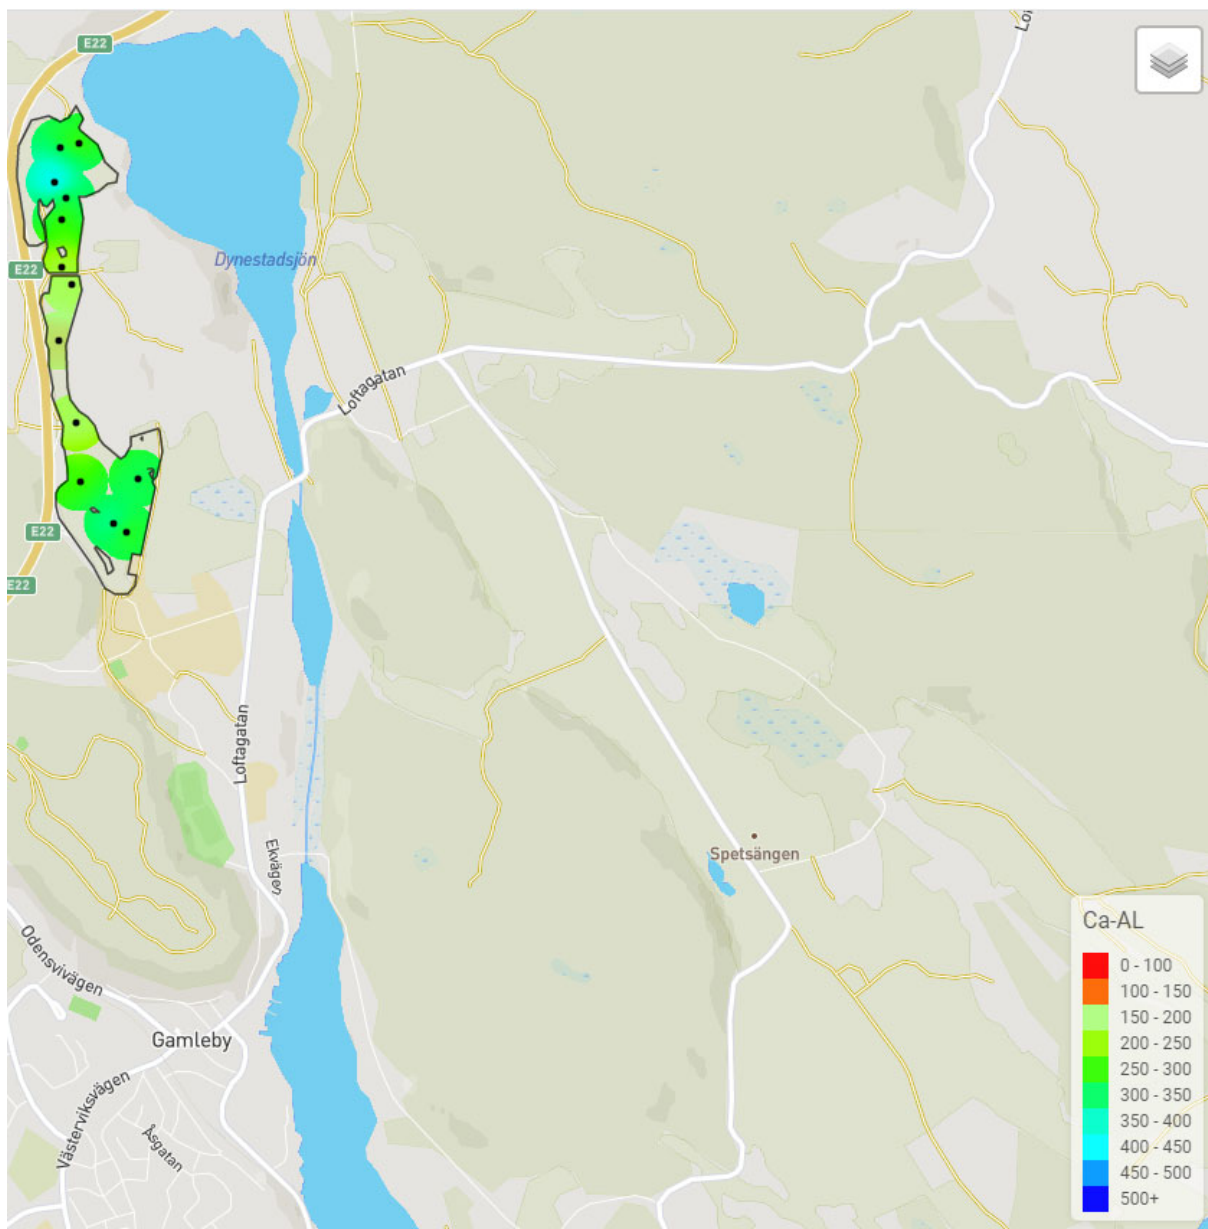 E22
Lo
Dynestadsjön
E22
Loftagatan
E22
E22
Loftagatan
Ekvägen
Spetsängen
Odensvivägen
Gamleby
Västerviksvägen
Åsgatan
Ca-AL
0 - 100
100 - 150
150 - 200
200 - 250
250 - 300
300 - 350
350 - 400
400 - 450
450 - 500
500+